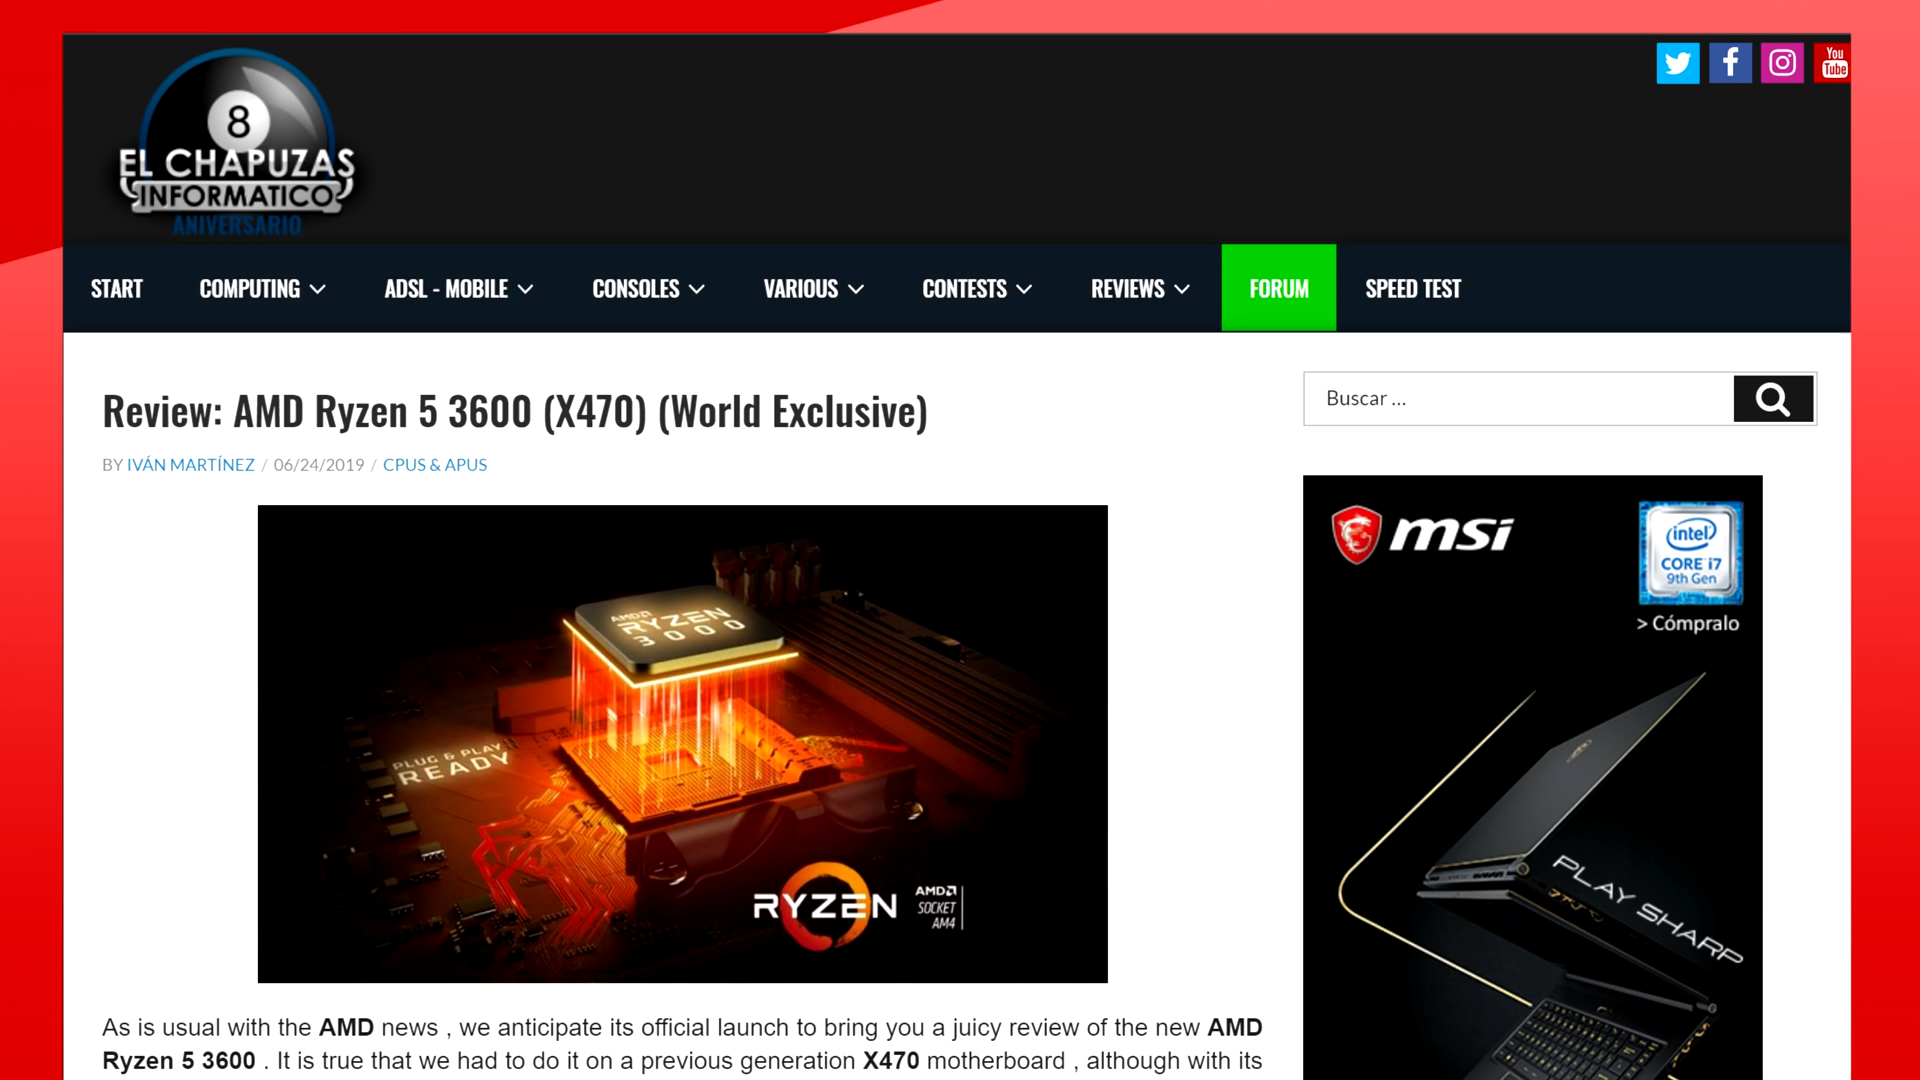 8
EL CHAPUZAS
INFORMATICO
ANIVERSARIO
You
Tube
START COMPUTING ADSL - MOBILE CONSOLES VARIOUS CONTESTS REVIEWS FORUM SPEED TEST
Review: AMD Ryzen 5 3600 (X470) (World Exclusive)
BY IVÁN MARTÍNEZ / 06/24/2019 / CPUS & APUS
Buscar ...
AMD
RYZEN
3000
PLUG & PLAY
READY
RYZEN
AMD
SOCKET
AM4
msi
intel
CORE i7
9th Gen
> Cómpralo
PLAY SHARP
As is usual with the AMD news , we anticipate its official launch to bring you a juicy review of the new AMD
Ryzen 5 3600 . It is true that we had to do it on a previous generation X470 motherboard , although with its